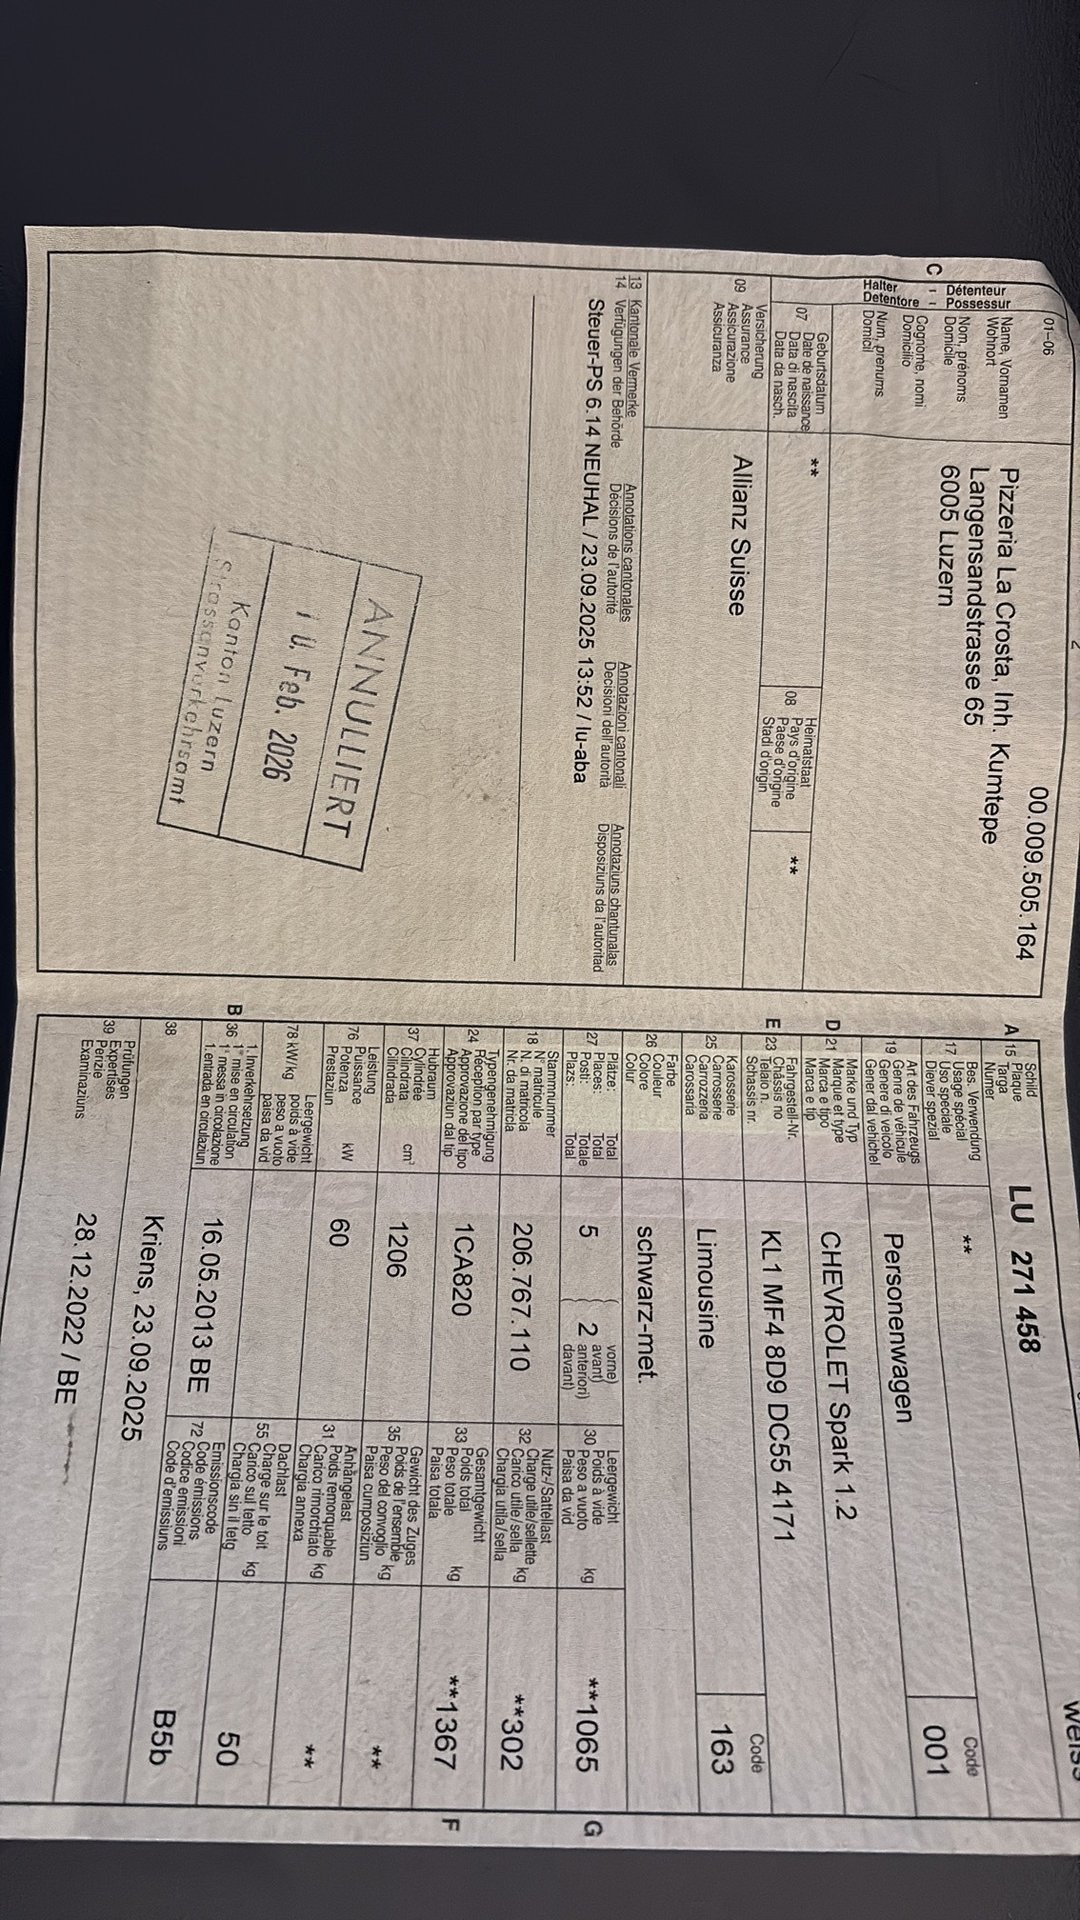 01-06
00.009.505.164
C
Halter - Détenteur
Detentore - Possessur
Name, Vornamen
Wohnort
Nom, prénoms
Domicile
Cognome, nomi
Domicilio
Num, prenums
Domicil
Pizzeria La Crosta, Inh. Kumtepe
Langensandstrasse 65
6005 Luzern
07
Geburtsdatum
Date de naissance
Data di nascita
Data da nasch.
**
08
Heimatstaat
Pays d'origine
Paese d'origine
Stadi d'origin
**
09
Versicherung
Assurance
Assicurazione
Assicuranza
Allianz Suisse
13 Kantonale Vermerke Annotations cantonales Annotazioni cantonali Annotaziuns chantunalas
14 Verfügungen der Behörde Décisions de l'autorité Decisioni dell'autorità Disposiziuns da l'autoritad
Steuer-PS 6.14 NEUHAL / 23.09.2025 13:52 / lu-aba
ANNULLIERT
Feb. 2026
Kanton Luzern
Strassenverkehrsamt
weiss
A 15
Schild
Plaque
Targa
Numer
LU 271 458
17
Bes. Verwendung
Usage spécial
Uso speciale
Diever spezial
**
19
Art des Fahrzeugs
Genre de véhicule
Genere di veicolo
Gener dal vehichel
Personenwagen
Code
001
D 21
Marke und Typ
Marque et type
Marca e tipo
Marca e tip
CHEVROLET Spark 1.2
E 23
Fahrgestell-Nr.
Châssis no
Telaio n.
Schassis nr.
KL1 MF4 8D9 DC55 4171
25
Karosserie
Carrosserie
Carrozzeria
Carossaria
Limousine
Code
163
26
Farbe
Couleur
Colore
Colur
schwarz-met.
27
Plätze: Total
Places: Total
Posti: Totale
Plazs: Total
5
2
vorne)
avant)
anteriori)
davant)
30
Leergewicht
Poids à vide
Peso a vuoto
Paisa da vid
kg
**1065
G
18
Stammnummer
N° matricule
N. di matricola
Nr. da matricla
206.767.110
32
Nutz-/Sattellast
Charge utile/sellette
Carico utile/sella
Chargia utila/sella
kg
**302
24
Typengenehmigung
Réception par type
Approvazione del tipo
Approvaziun dal tip
1CA820
33
Gesamtgewicht
Poids total
Peso totale
Paisa totala
kg
**1367
F
37
Hubraum
Cylindrée
Cilindrata
Cilindrada
cm³
1206
35
Gewicht des Zuges
Poids de l'ensemble
Peso del convoglio
Paisa cumposiziun
kg
**
76
Leistung
Puissance
Potenza
Prestaziun
kW
60
31
Anhängelast
Poids remorquable
Carico rimorchiato
Chargia annexa
kg
**
78 kW/kg
Leergewicht
poids à vide
peso a vuoto
paisa da vid
55
Dachlast
Charge sur le toit
Carico sul tetto
Chargia sin il tetg
kg
50
B 36
1. Inverkehrsetzung
1re mise en circulation
1a messa in circolazione
1. entrada en circulaziun
16.05.2013 BE
72
Emissionscode
Code émissions
Codice emissioni
Code d'emissiuns
B5b
38
Kriens, 23.09.2025
39
Prüfungen
Expertises
Perizie
Examinaziuns
28.12.2022 / BE